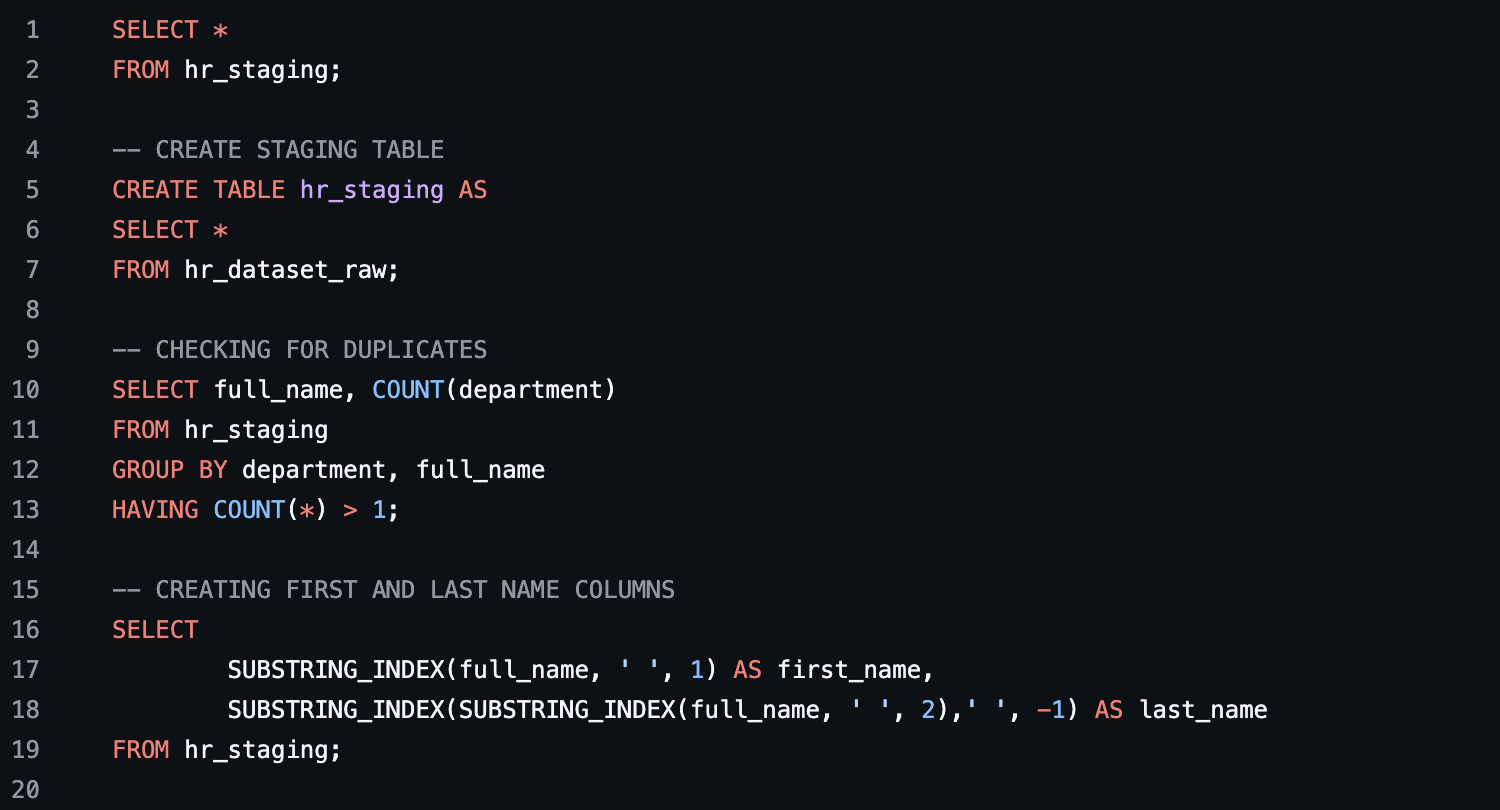 1 SELECT *
2 FROM hr_staging;
3
4 -- CREATE STAGING TABLE
5 CREATE TABLE hr_staging AS
6 SELECT *
7 FROM hr_dataset_raw;
8
9 -- CHECKING FOR DUPLICATES
10 SELECT full_name, COUNT(department)
11 FROM hr_staging
12 GROUP BY department, full_name
13 HAVING COUNT(*) > 1;
14
15 -- CREATING FIRST AND LAST NAME COLUMNS
16 SELECT
17 SUBSTRING_INDEX(full_name, ' ', 1) AS first_name,
18 SUBSTRING_INDEX(SUBSTRING_INDEX(full_name, ' ', 2),' ', -1) AS last_name
19 FROM hr_staging;
20